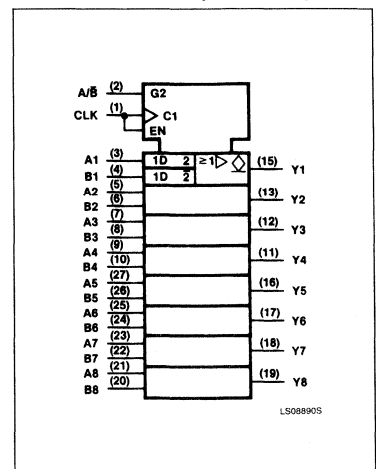 A/B̅ (2) G2
CLK (1) C1
EN
A1 (3) 1D 2 ≥1 (15) Y1
B1 (4) 1D 2̅
A2 (5) (13) Y2
B2 (6)
A3 (7) (12) Y3
B3 (8)
A4 (9) (11) Y4
B4 (10)
A5 (27) (16) Y5
B5 (26)
A6 (25) (17) Y6
B6 (24)
A7 (23) (18) Y7
B7 (22)
A8 (21) (19) Y8
B8 (20)
LS08890S